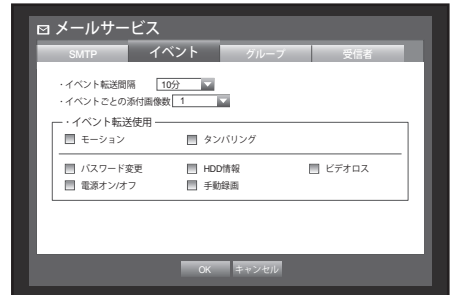 メールサービス
SMTP イベント グループ 受信者
・イベント転送間隔 10分
・イベントごとの添付画像数 1
・イベント転送使用
モーション タンバリング
パスワード変更 HDD情報 ビデオロス
電源オン/オフ 手動録画
OK キャンセル